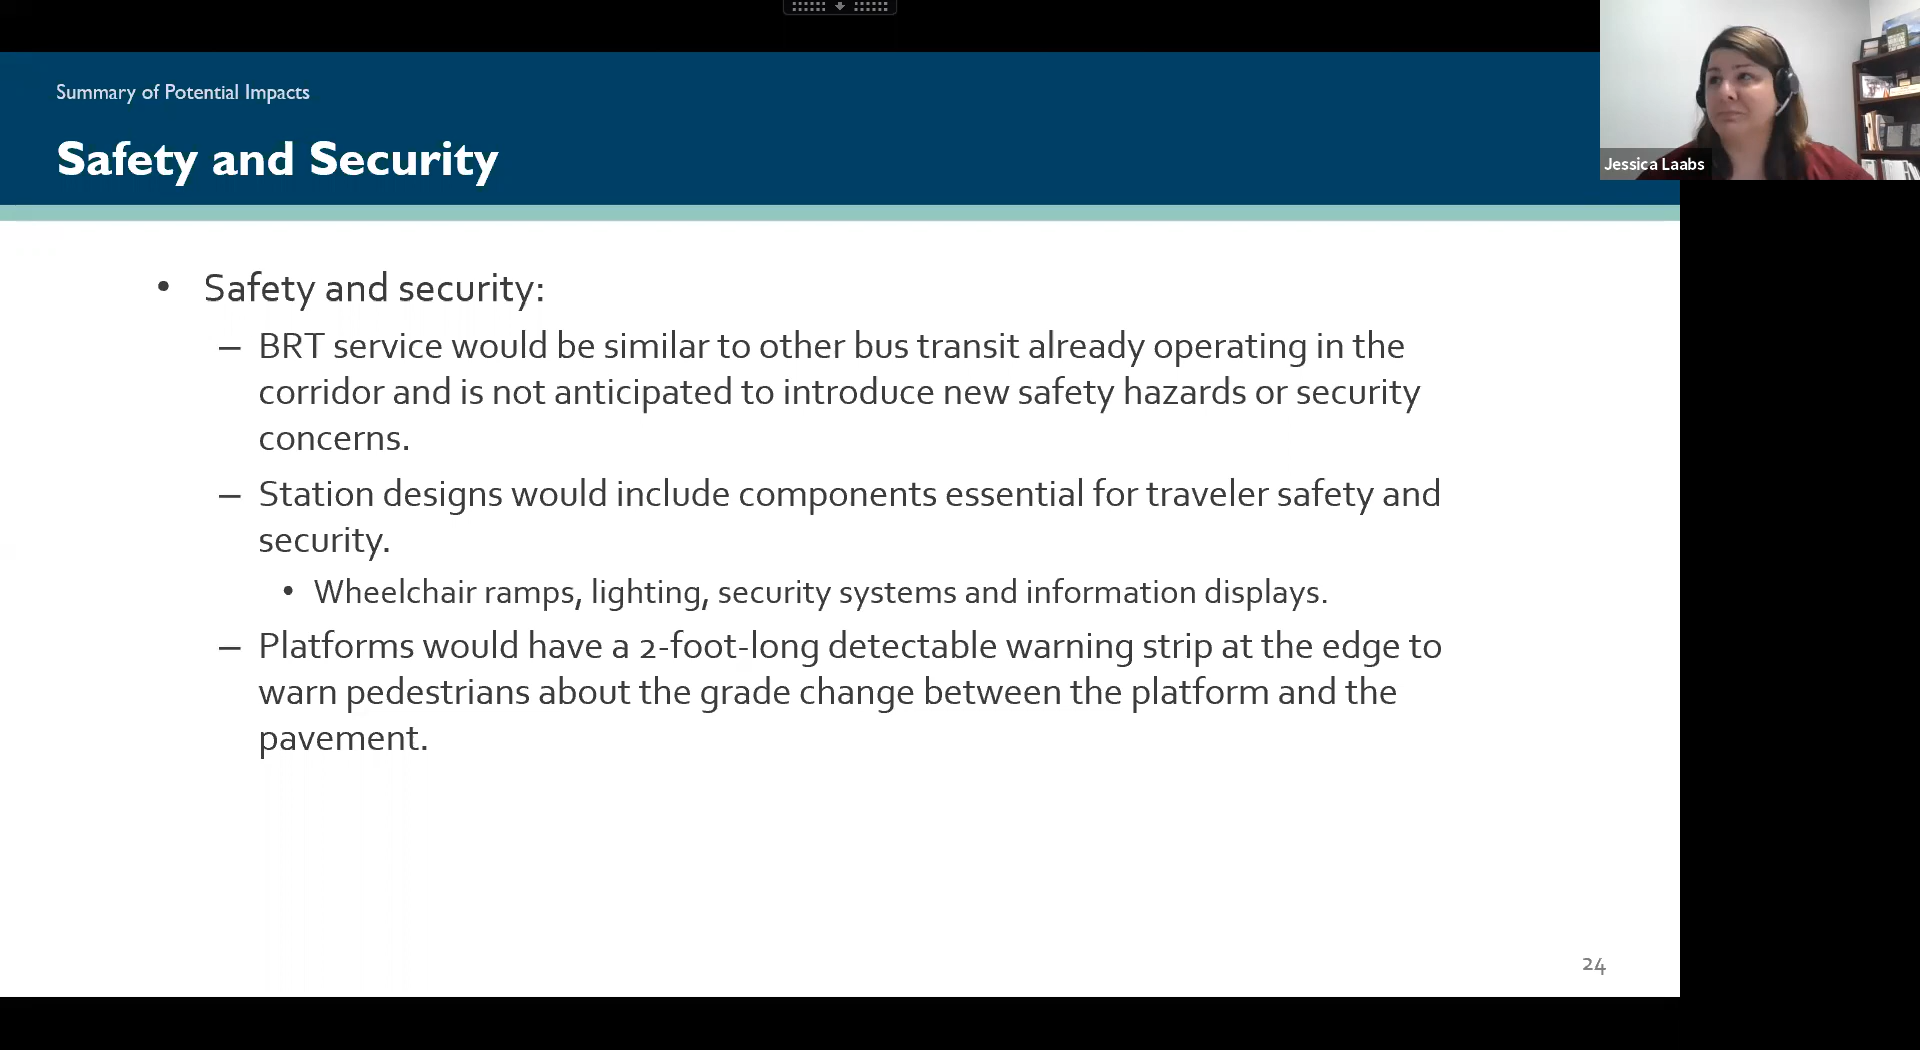 Summary of Potential Impacts
Safety and Security
Jessica Laabs
• Safety and security:
– BRT service would be similar to other bus transit already operating in the
corridor and is not anticipated to introduce new safety hazards or security
concerns.
– Station designs would include components essential for traveler safety and
security.
• Wheelchair ramps, lighting, security systems and information displays.
– Platforms would have a 2-foot-long detectable warning strip at the edge to
warn pedestrians about the grade change between the platform and the
pavement.
24